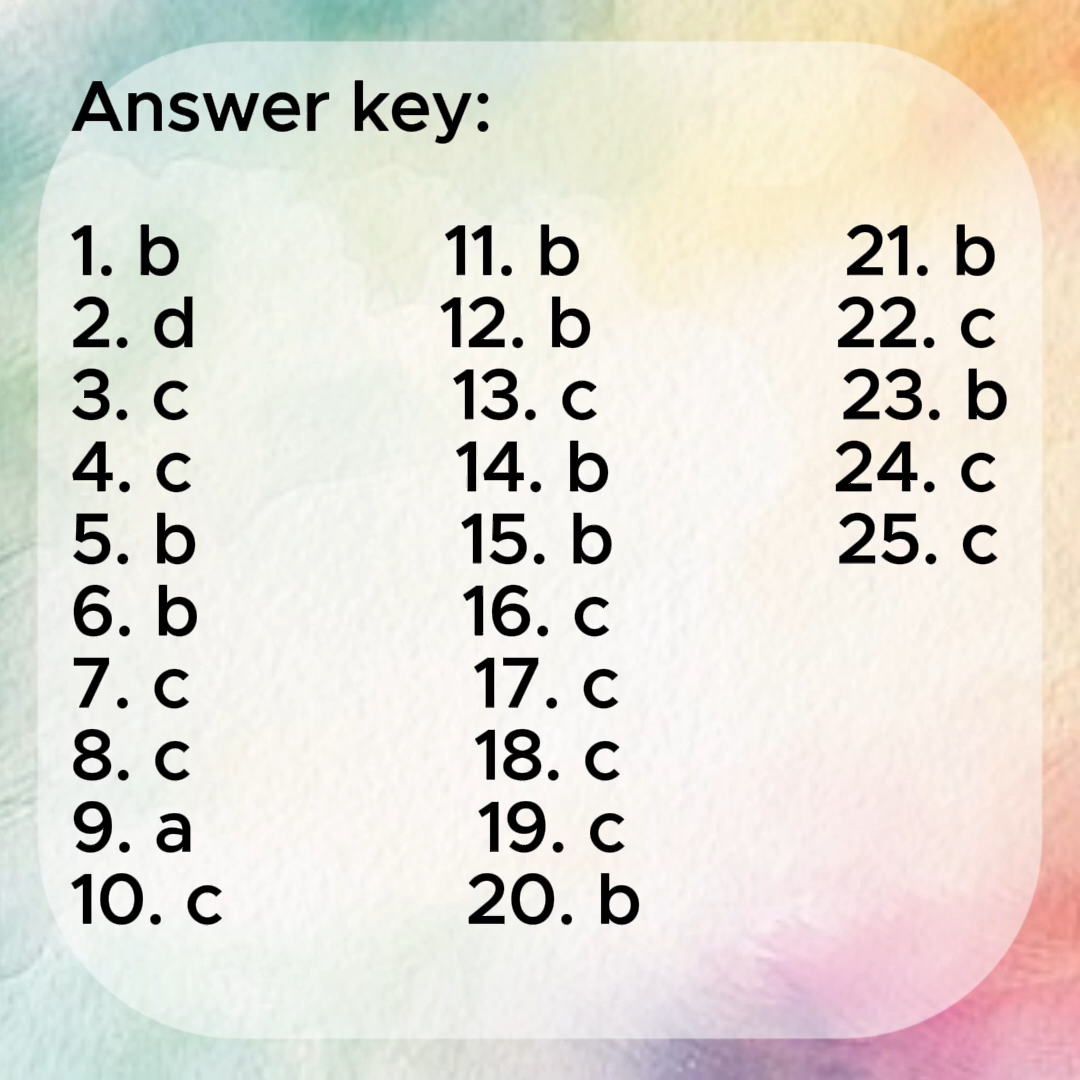 Answer key:
1. b
2. d
3. c
4. c
5. b
6. b
7. c
8. c
9. a
10. c
11. b
12. b
13. c
14. b
15. b
16. c
17. c
18. c
19. c
20. b
21. b
22. c
23. b
24. c
25. c